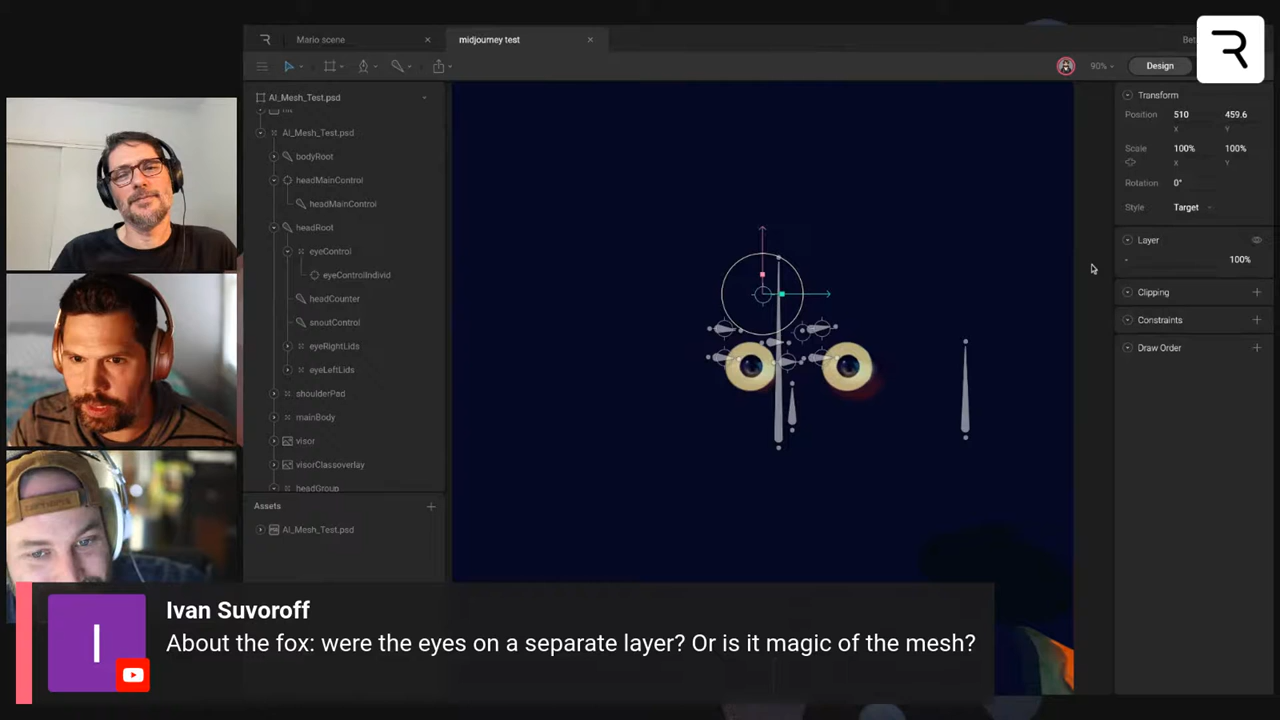 Mario scene
midjourney test
Be
90%
Design
AI_Mesh_Test.psd
AI_Mesh_Test.psd
bodyRoot
headMainControl
headMainControl
headRoot
eyeControl
eyeControlIndivid
headCounter
snoutControl
eyeRightLids
eyeLeftLids
shoulderPad
mainBody
visor
visorClassoverlay
headGroup
Assets
AI_Mesh_Test.psd
PSD
Transform
Position 510 459.6
X Y
Scale 100% 100%
X Y
Rotation 0°
Style Target
Layer
- 100%
Clipping
Constraints
Draw Order
R
I
Ivan Suvoroff
About the fox: were the eyes on a separate layer? Or is it magic of the mesh?